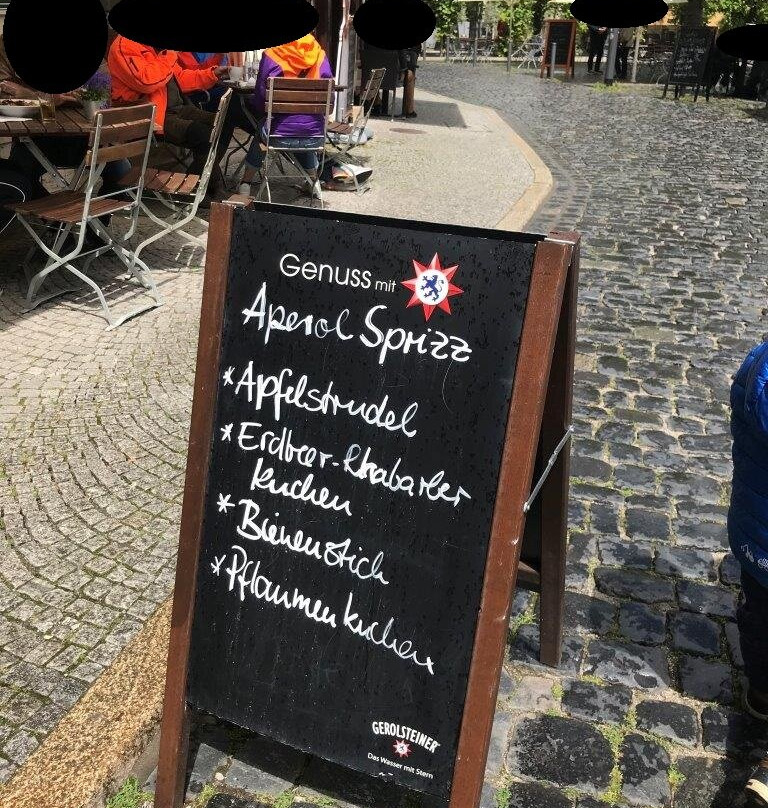 Genuss mit
Aperol Sprizz
*Apfelstrudel
*Erdbeer-Rhabarber
kuchen
*Bienenstich
*Pflaumenkuchen
GEROLSTEINER
Das Wasser mit Stern